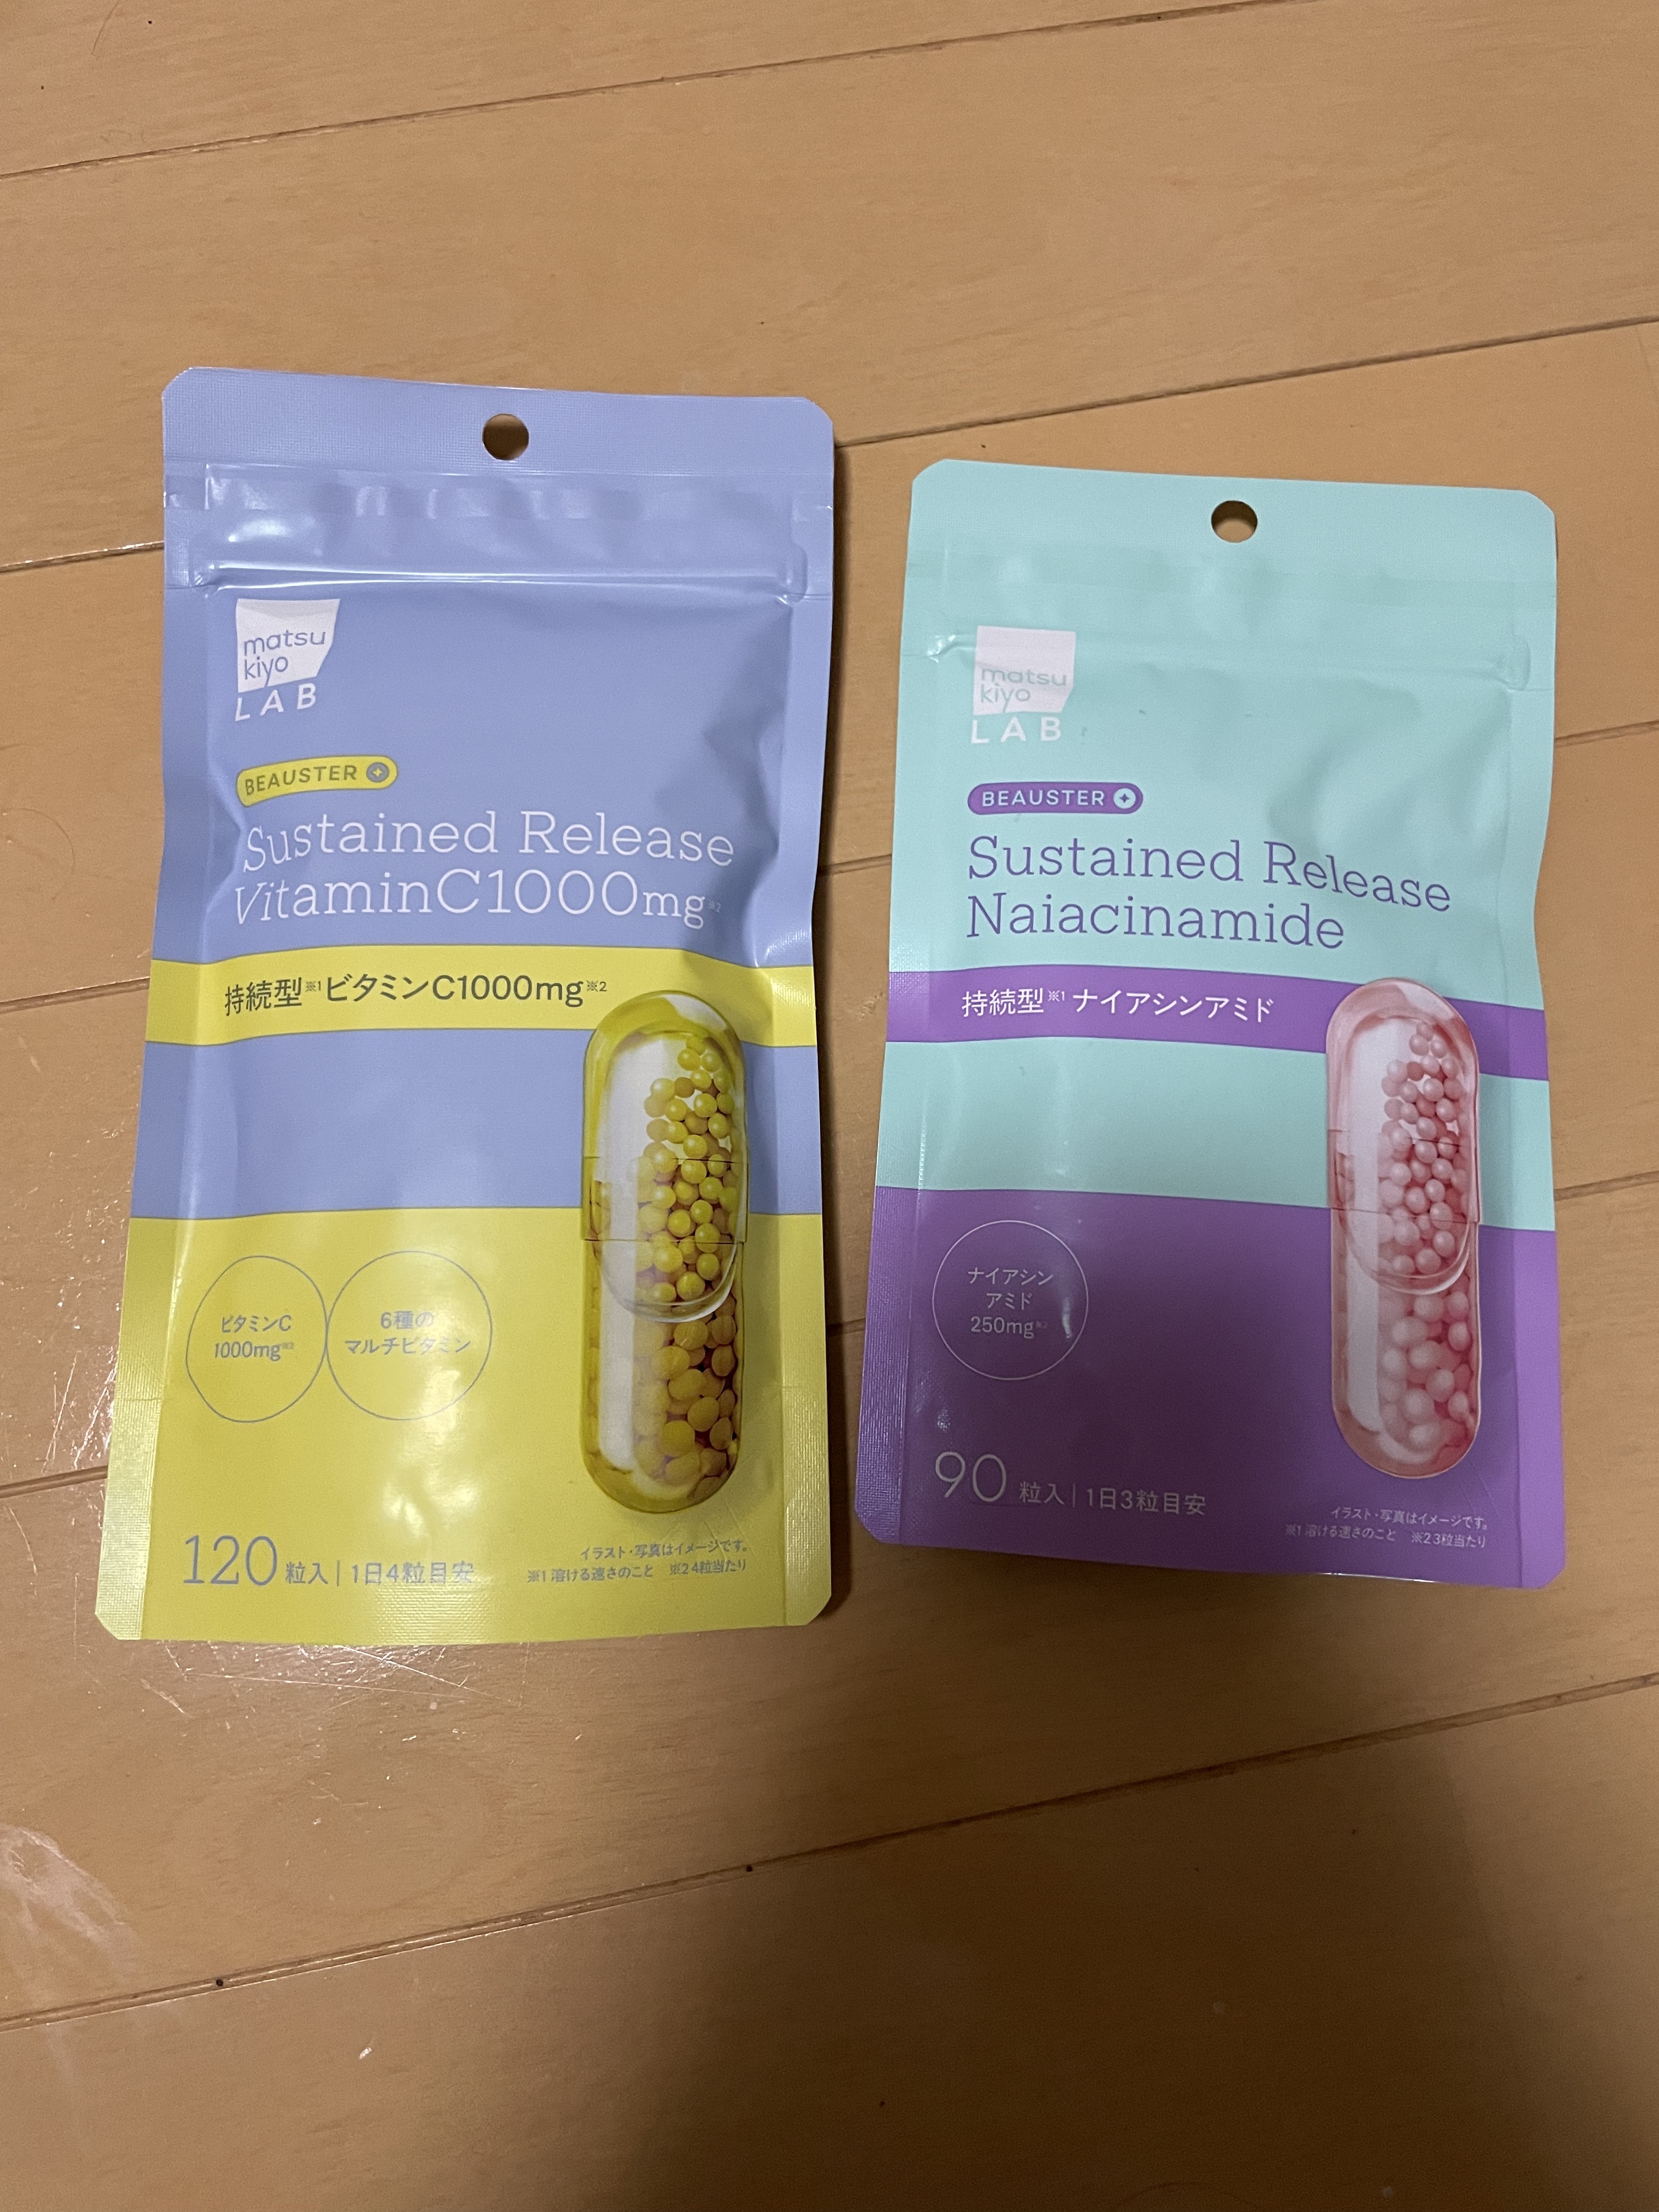 matsu
kiyo
LAB
BEAUSTER
Sustained Release
VitaminC1000mg※2
持続型※1ビタミンC1000mg※2
ビタミンC
1000mg※2
6種の
マルチビタミン
120粒入|1日4粒目安
イラスト・写真はイメージです。
※1 溶ける速さのこと ※2 4粒当たり
matsu
kiyo
LAB
BEAUSTER
Sustained Release
Naiacinamide
持続型※1 ナイアシンアミド
ナイアシン
アミド
250mg※2
90粒入|1日3粒目安
イラスト・写真はイメージです。
※1 溶ける速さのこと ※2 3粒当たり